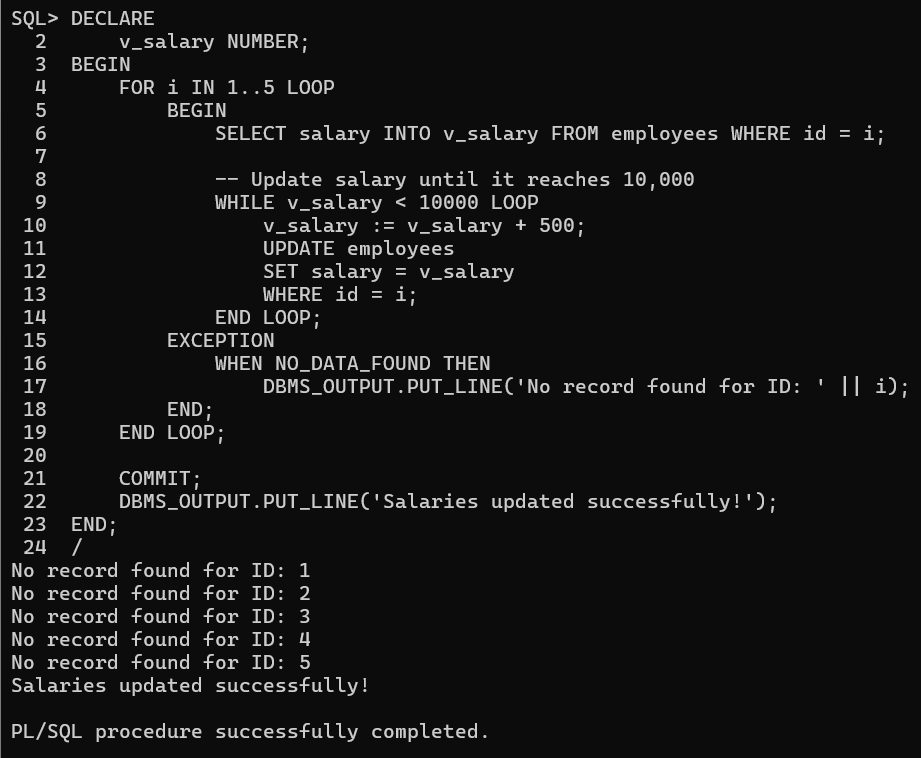 SQL> DECLARE
  2      v_salary NUMBER;
  3  BEGIN
  4      FOR i IN 1..5 LOOP
  5          BEGIN
  6              SELECT salary INTO v_salary FROM employees WHERE id = i;
  7
  8              -- Update salary until it reaches 10,000
  9              WHILE v_salary < 10000 LOOP
 10                  v_salary := v_salary + 500;
 11                  UPDATE employees
 12                  SET salary = v_salary
 13                  WHERE id = i;
 14              END LOOP;
 15          EXCEPTION
 16              WHEN NO_DATA_FOUND THEN
 17                  DBMS_OUTPUT.PUT_LINE('No record found for ID: ' || i);
 18          END;
 19      END LOOP;
 20
 21      COMMIT;
 22      DBMS_OUTPUT.PUT_LINE('Salaries updated successfully!');
 23  END;
 24  /
No record found for ID: 1
No record found for ID: 2
No record found for ID: 3
No record found for ID: 4
No record found for ID: 5
Salaries updated successfully!

PL/SQL procedure successfully completed.